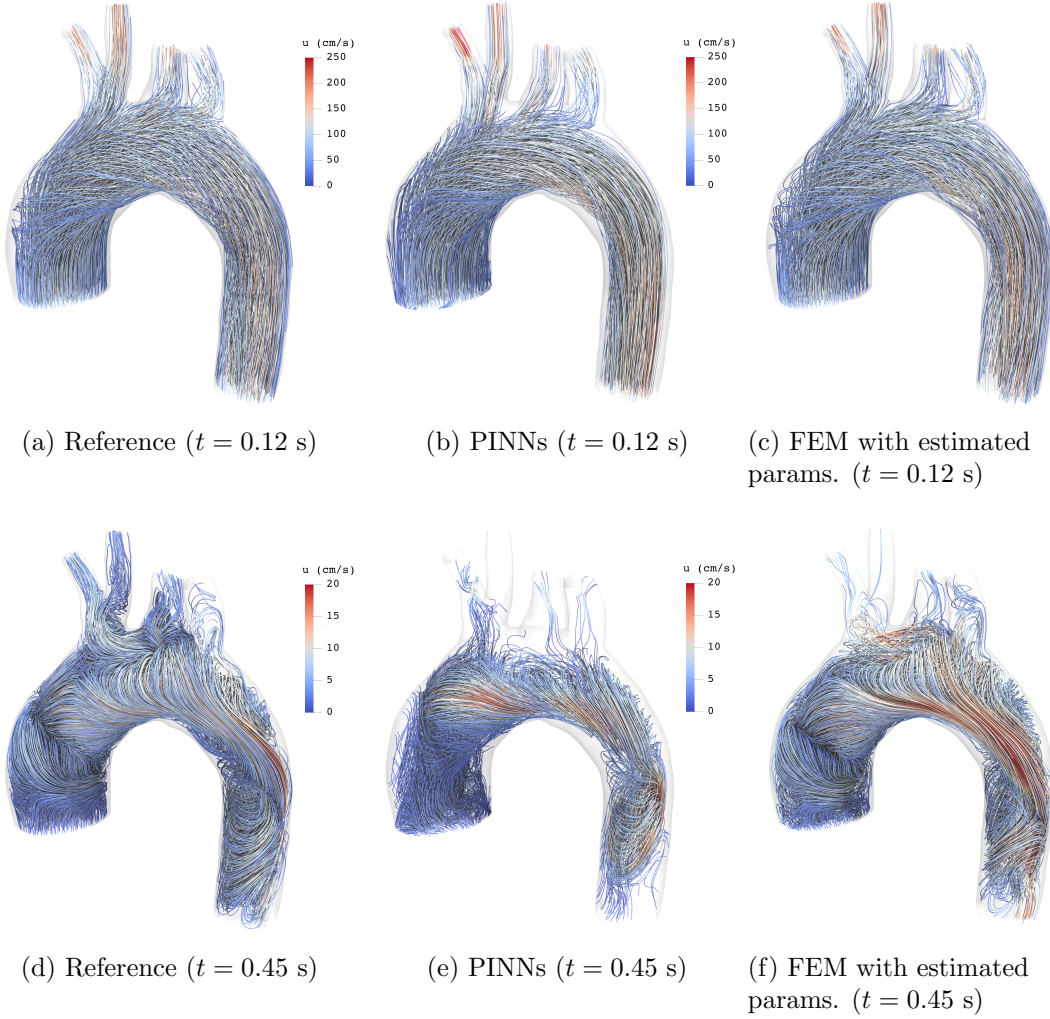 u (cm/s)
250
200
150
100
50
0
u (cm/s)
250
200
150
100
50
0
(a) Reference (t = 0.12 s)
(b) PINNs (t = 0.12 s)
(c) FEM with estimated
params. (t = 0.12 s)
u (cm/s)
20
15
10
5
0
u (cm/s)
20
15
10
5
0
(d) Reference (t = 0.45 s)
(e) PINNs (t = 0.45 s)
(f) FEM with estimated
params. (t = 0.45 s)